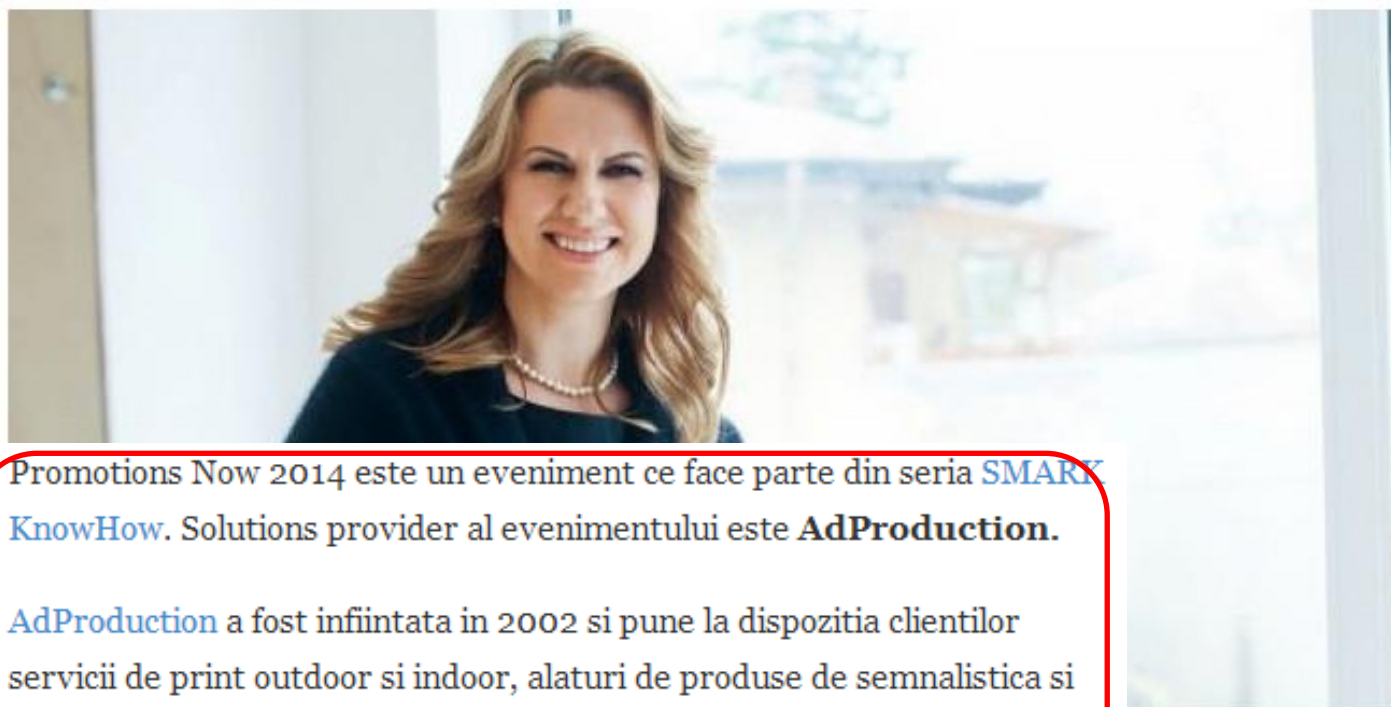 Promotions Now 2014 este un eveniment ce face parte din seria SMARK
KnowHow. Solutions provider al evenimentului este AdProduction.
AdProduction a fost infiintata in 2002 si pune la dispozitia clientilor
servicii de print outdoor si indoor, alaturi de produse de semnalistica si